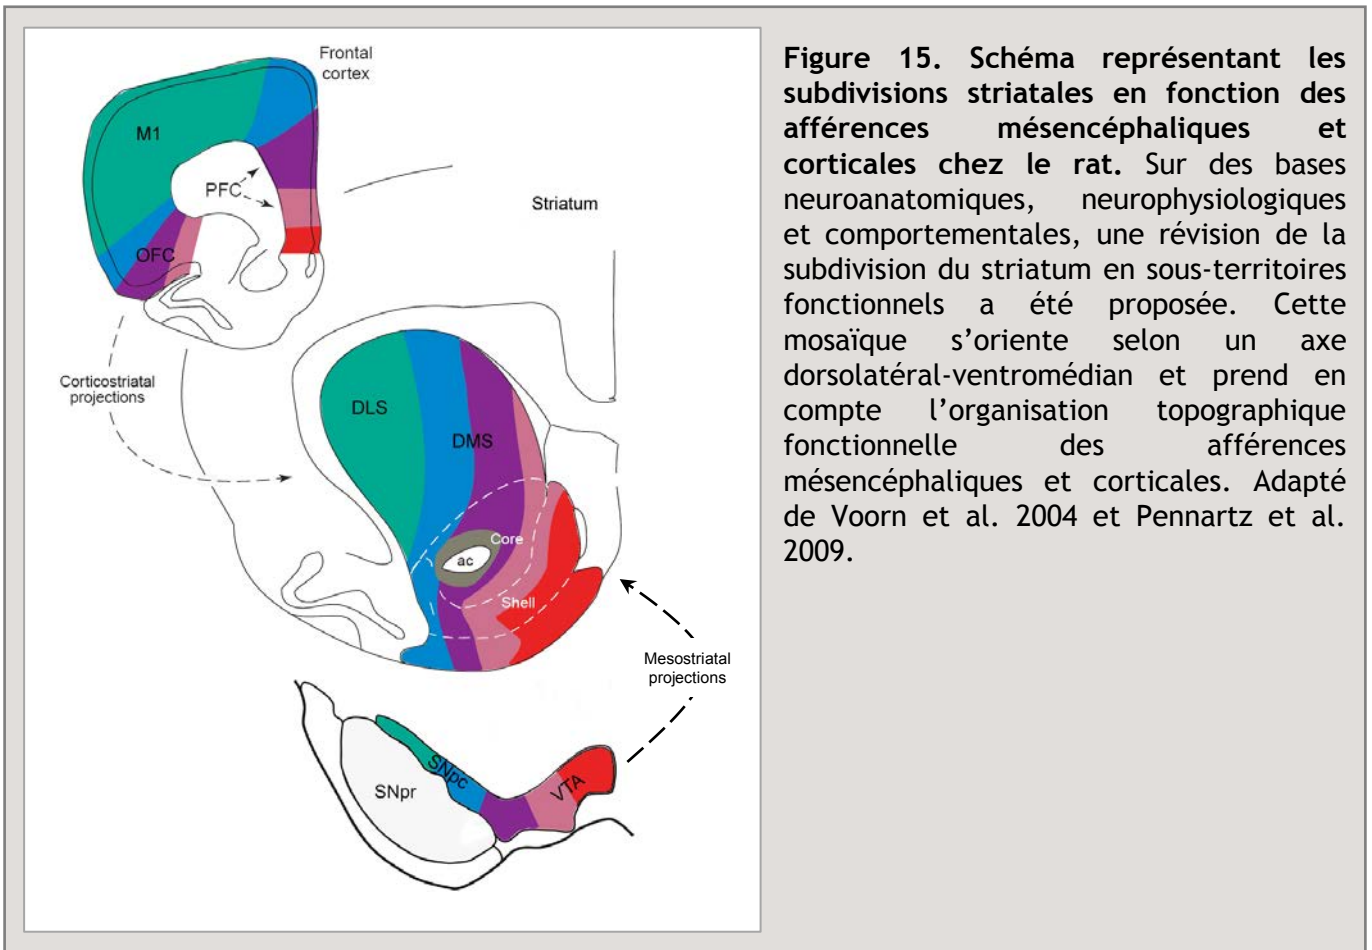 Frontal
cortex
M1
PFC
OFC
Striatum
Corticostriatal
projections
DLS
DMS
Core
ac
Shell
Mesostriatal
projections
SNpc
SNpr
VTA
Figure 15. Schéma représentant les
subdivisions striatales en fonction des
afférences mésencéphaliques et
corticales chez le rat. Sur des bases
neuroanatomiques, neurophysiologiques
et comportementales, une révision de la
subdivision du striatum en sous-territoires
fonctionnels a été proposée. Cette
mosaïque s’oriente selon un axe
dorsolatéral-ventromédian et prend en
compte l’organisation topographique
fonctionnelle des afférences
mésencéphaliques et corticales. Adapté
de Voorn et al. 2004 et Pennartz et al.
2009.